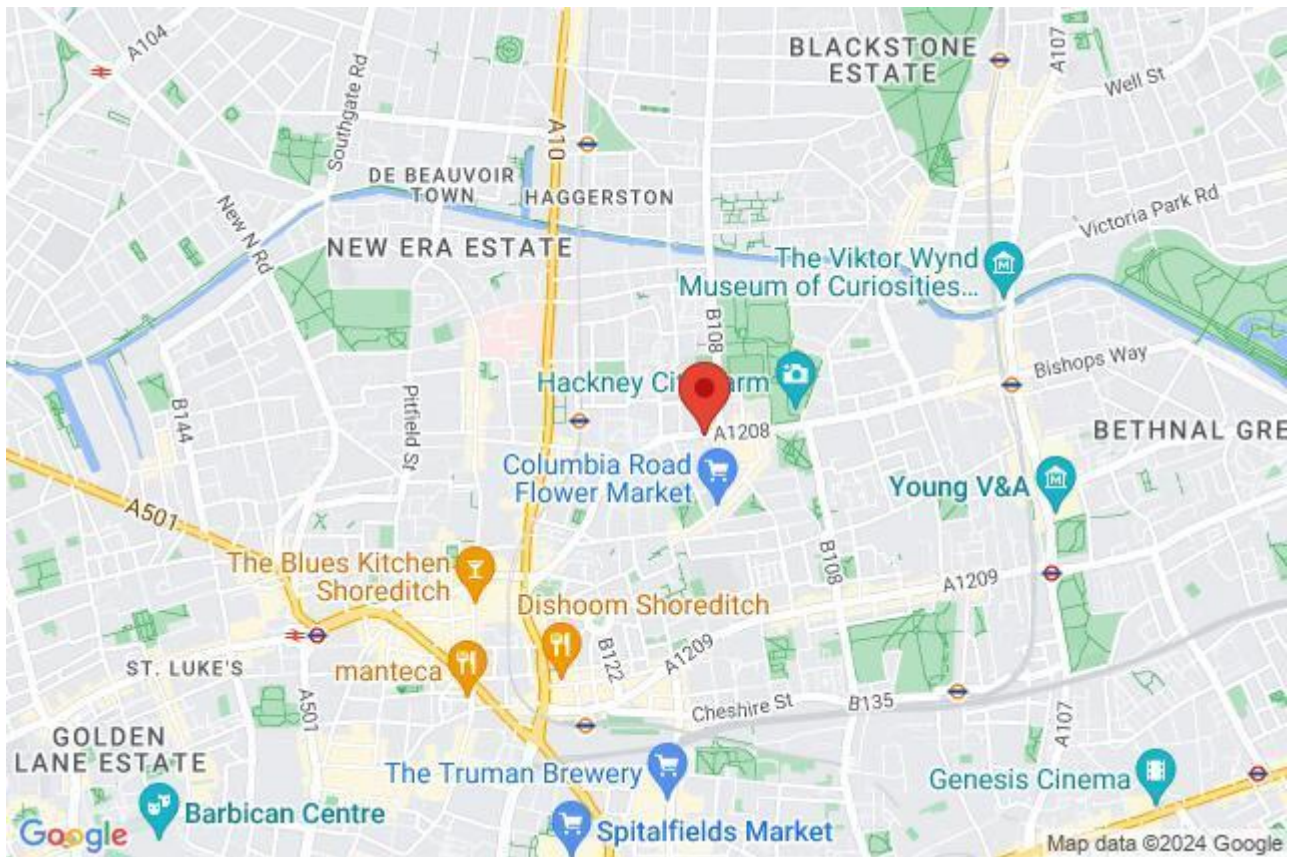 A104
BLACKSTONE
ESTATE
A107
Well St
Southgate Rd
A10
DE BEAUVOIR
TOWN
HAGGERSTON
New N Rd
NEW ERA ESTATE
Victoria Park Rd
The Viktor Wynd
Museum of Curiosities...
B108
Bishops Way
Hackney City Farm
B144
Pitfield St
A1208
BETHNAL GRE
Columbia Road
Flower Market
Young V&A
A501
The Blues Kitchen
Shoreditch
B108
A1209
Dishoom Shoreditch
ST. LUKE'S
manteca
B122
A1209
A501
Cheshire St
B135
A107
GOLDEN
LANE ESTATE
The Truman Brewery
Genesis Cinema
Barbican Centre
Spitalfields Market
Google
Map data ©2024 Google